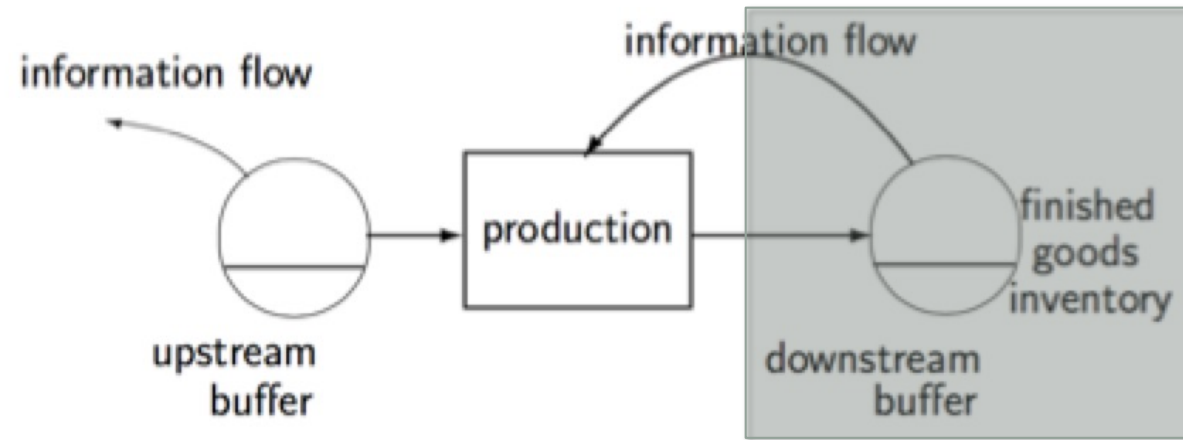 information flow
information flow
production
finished
goods
inventory
upstream
buffer
downstream
buffer